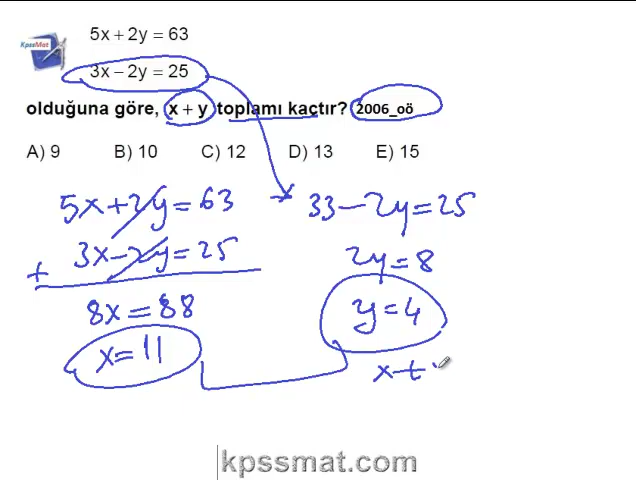 5x + 2y = 63
KpssMat
3x − 2y = 25
olduğuna göre, x + y toplamı kaçtır? 2006_oö
A) 9 B) 10 C) 12 D) 13 E) 15
5x+2y=63
3x-2y=25
+
8x=88
x=11
33-2y=25
2y=8
y=4
x+
kpssmat.com